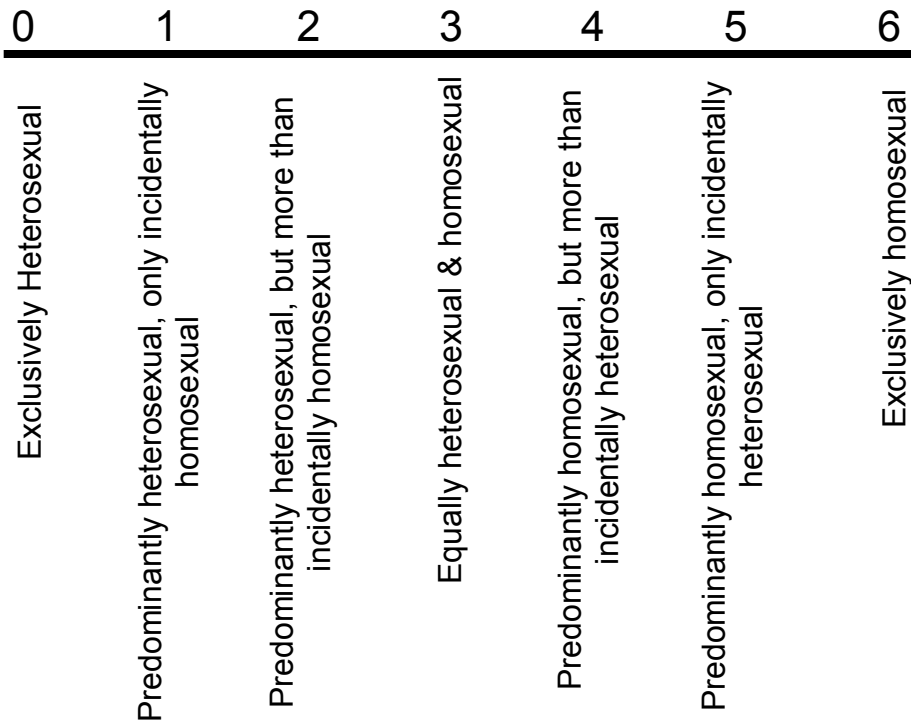 0 1 2 3 4 5 6
Exclusively Heterosexual
Predominantly heterosexual, only incidentally
homosexual
Predominantly heterosexual, but more than
incidentally homosexual
Equally heterosexual & homosexual
Predominantly homosexual, but more than
incidentally heterosexual
Predominantly homosexual, only incidentally
heterosexual
Exclusively homosexual